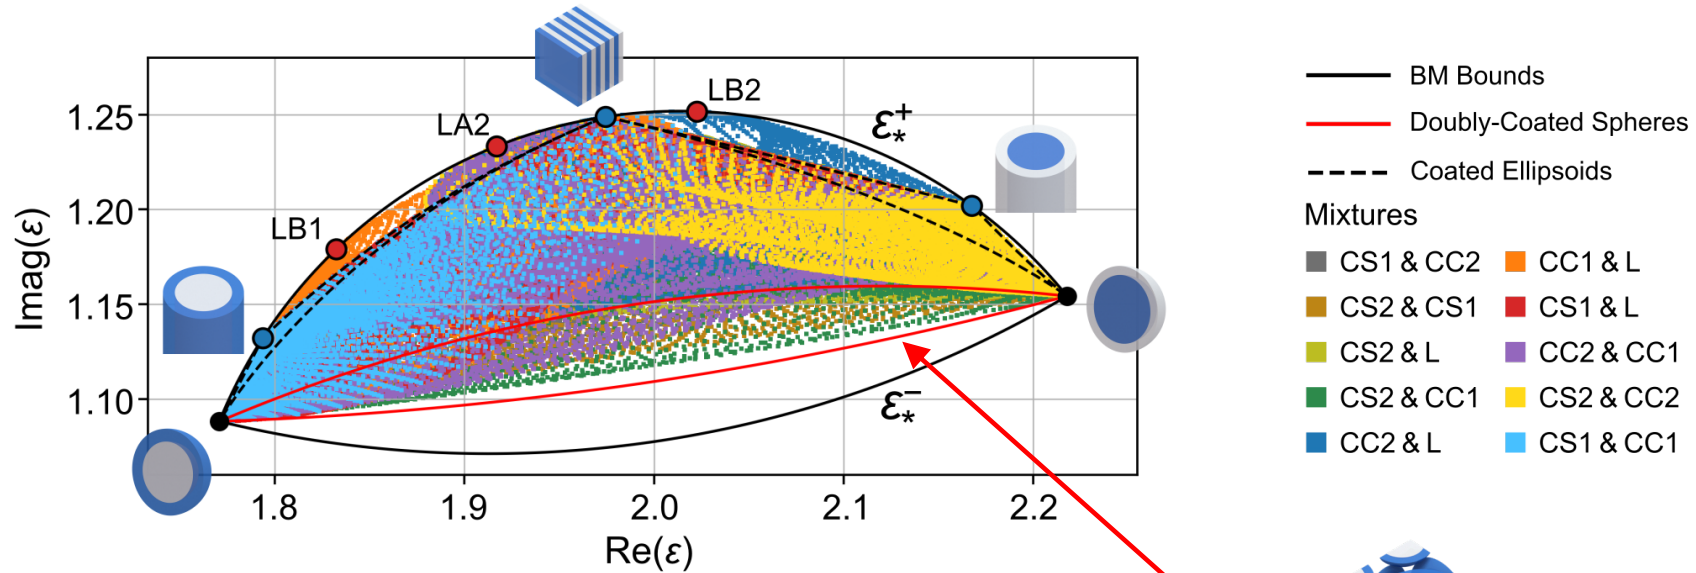 LB2
LA2
LB1
ε*+
ε*−
1.25
1.20
1.15
1.10
Imag(ε)
1.8 1.9 2.0 2.1 2.2
Re(ε)
BM Bounds
Doubly-Coated Spheres
Coated Ellipsoids
Mixtures
CS1 & CC2 CC1 & L
CS2 & CS1 CS1 & L
CS2 & L CC2 & CC1
CS2 & CC1 CS2 & CC2
CC2 & L CS1 & CC1